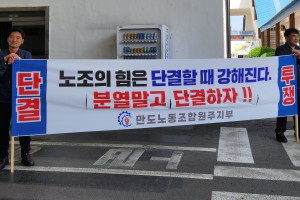 단결
노조의 힘은 단결할 때 강해진다.
분열말고 단결하자!!
만도노동조합원주지부
투쟁